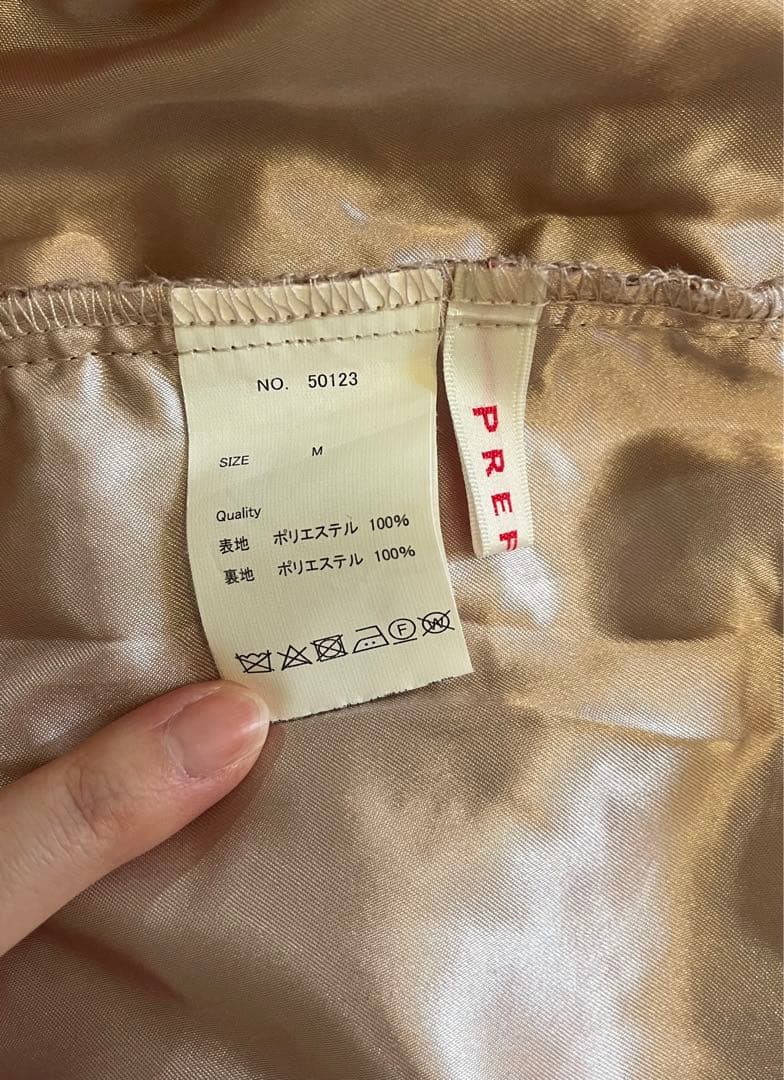 NO. 50123
SIZE M
Quality
表地 ポリエステル 100%
裏地 ポリエステル 100%
F W
PREF